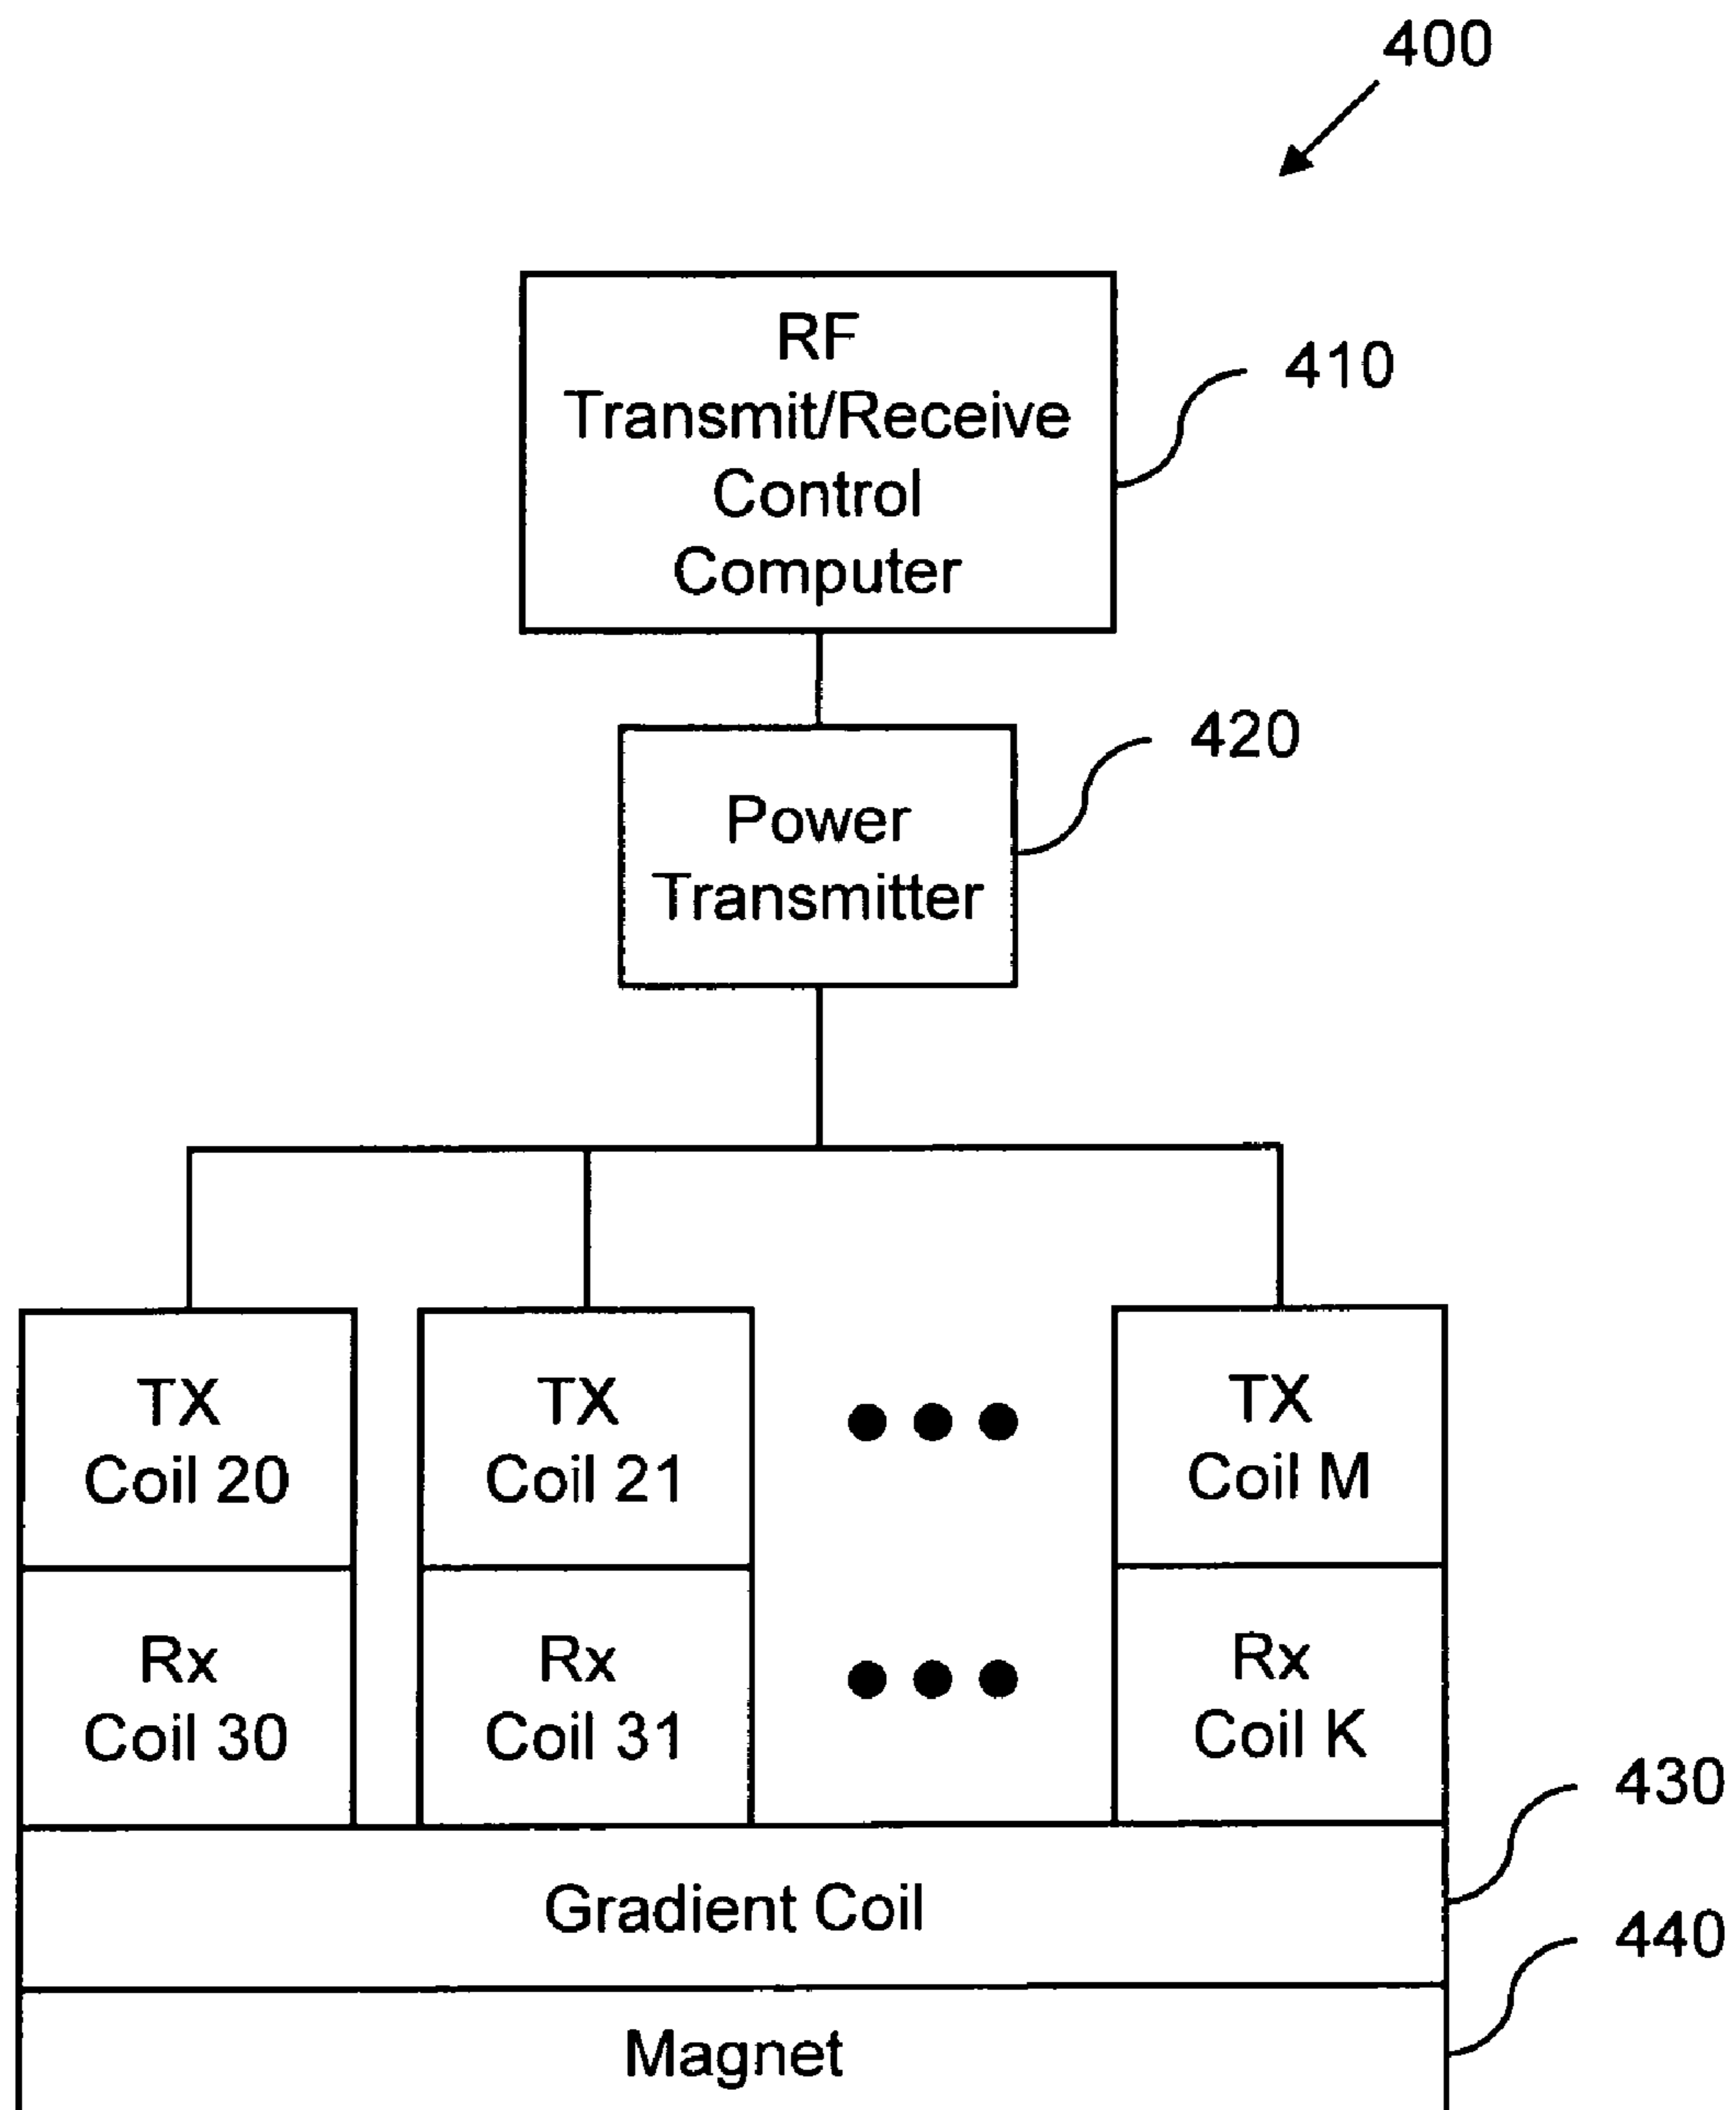 400
RF
Transmit/Receive
Control
Computer
410
Power
Transmitter
420
TX
Coil 20
TX
Coil 21
TX
Coil M
Rx
Coil 30
Rx
Coil 31
Rx
Coil K
Gradient Coil
430
Magnet
440